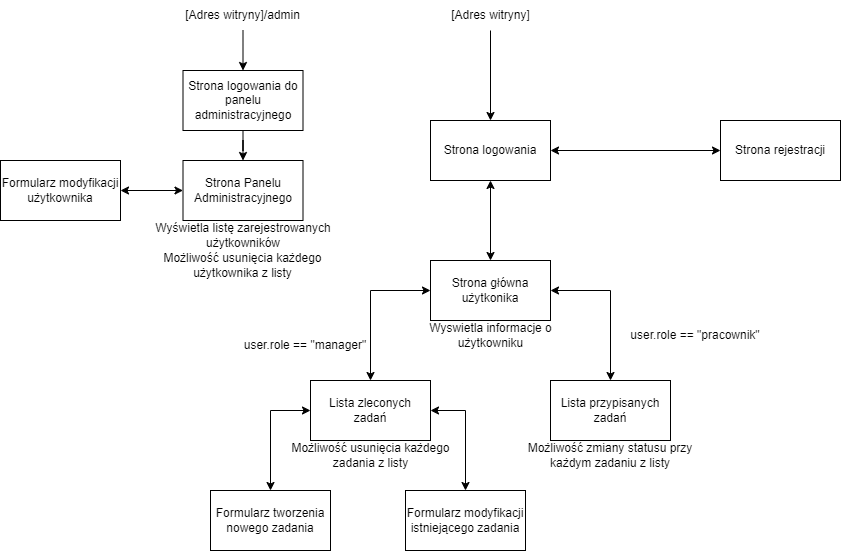 [Adres witryny]/admin
[Adres witryny]
Strona logowania do
panelu
administracyjnego
Strona logowania
Strona rejestracji
Formularz modyfikacji
użytkownika
Strona Panelu
Administracyjnego
Wyświetla listę zarejestrowanych
użytkowników
Możliwość usunięcia każdego
użytkownika z listy
Strona główna
użytkonika
Wyswietla informacje o
użytkowniku
user.role == "manager"
user.role == "pracownik"
Lista zleconych
zadań
Możliwość usunięcia każdego
zadania z listy
Lista przypisanych
zadań
Możliwość zmiany statusu przy
każdym zadaniu z listy
Formularz tworzenia
nowego zadania
Formularz modyfikacji
istniejącego zadania